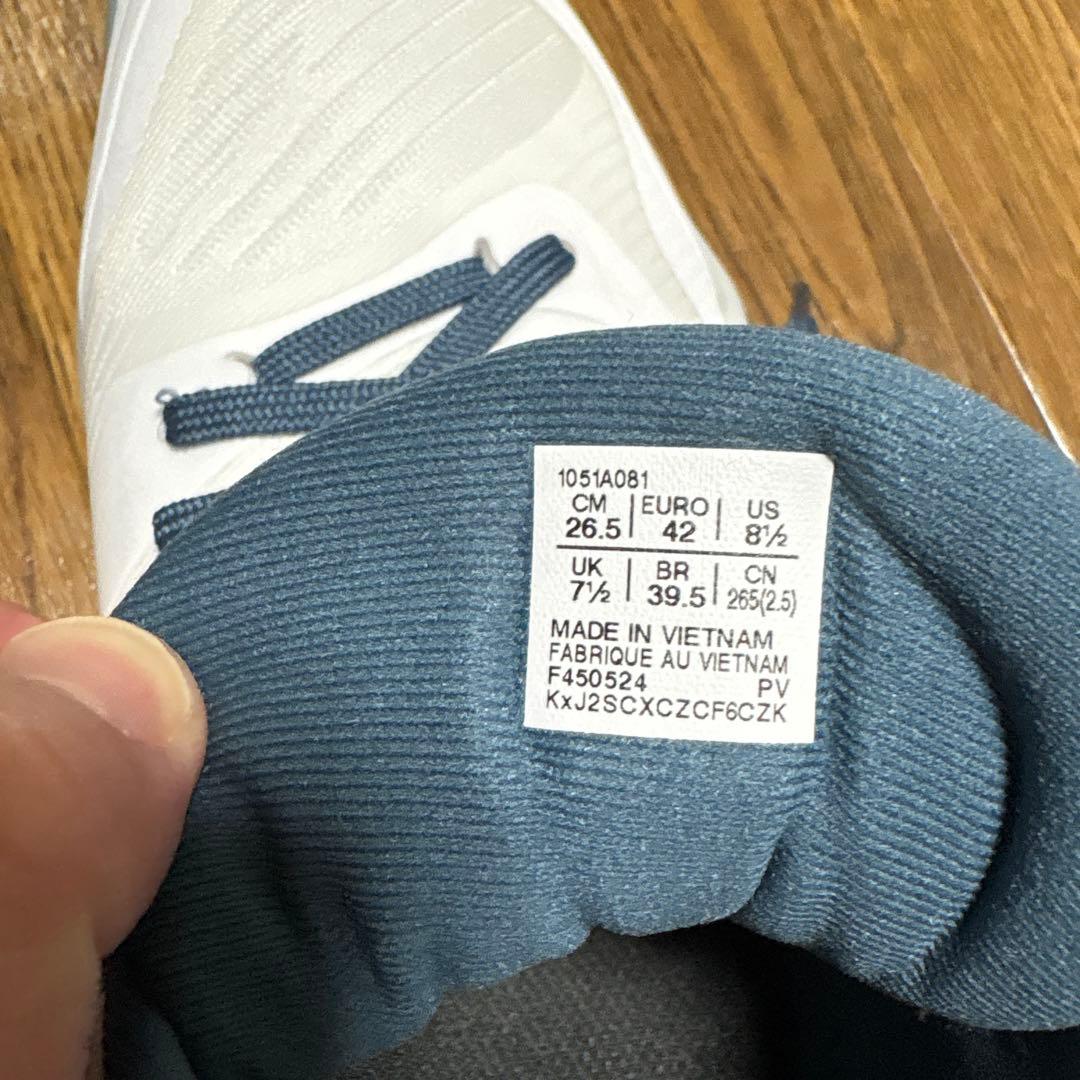 1051A081
CM | EURO | US
26.5 | 42 | 8½
UK | BR | CN
7½ | 39.5 | 265(2.5)
MADE IN VIETNAM
FABRIQUE AU VIETNAM
F450524 PV
KxJ2SCXCZCF6CZK